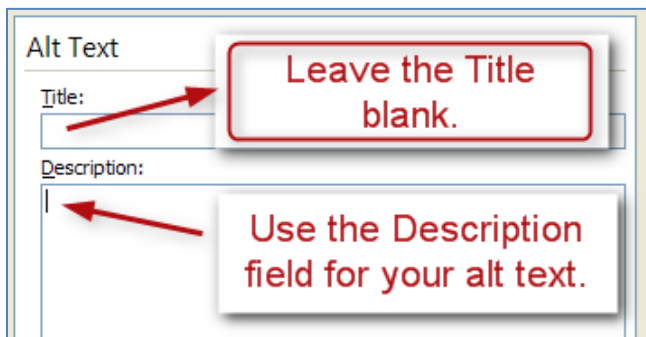 Alt Text
Leave the Title
blank.
Title:
Description:
Use the Description
field for your alt text.